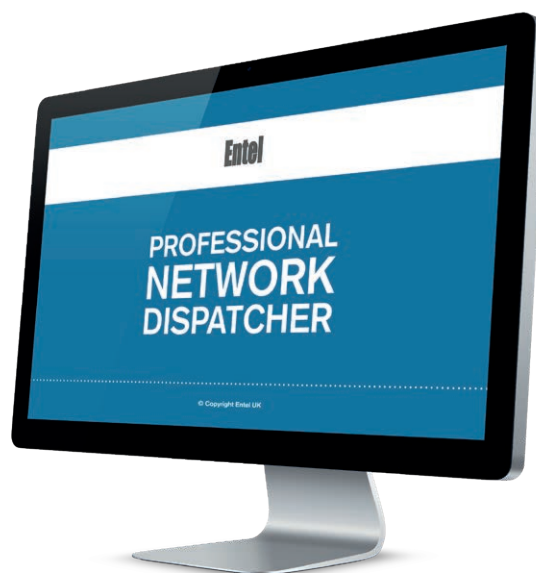 Entel
PROFESSIONAL
NETWORK
DISPATCHER
© Copyright Entel UK